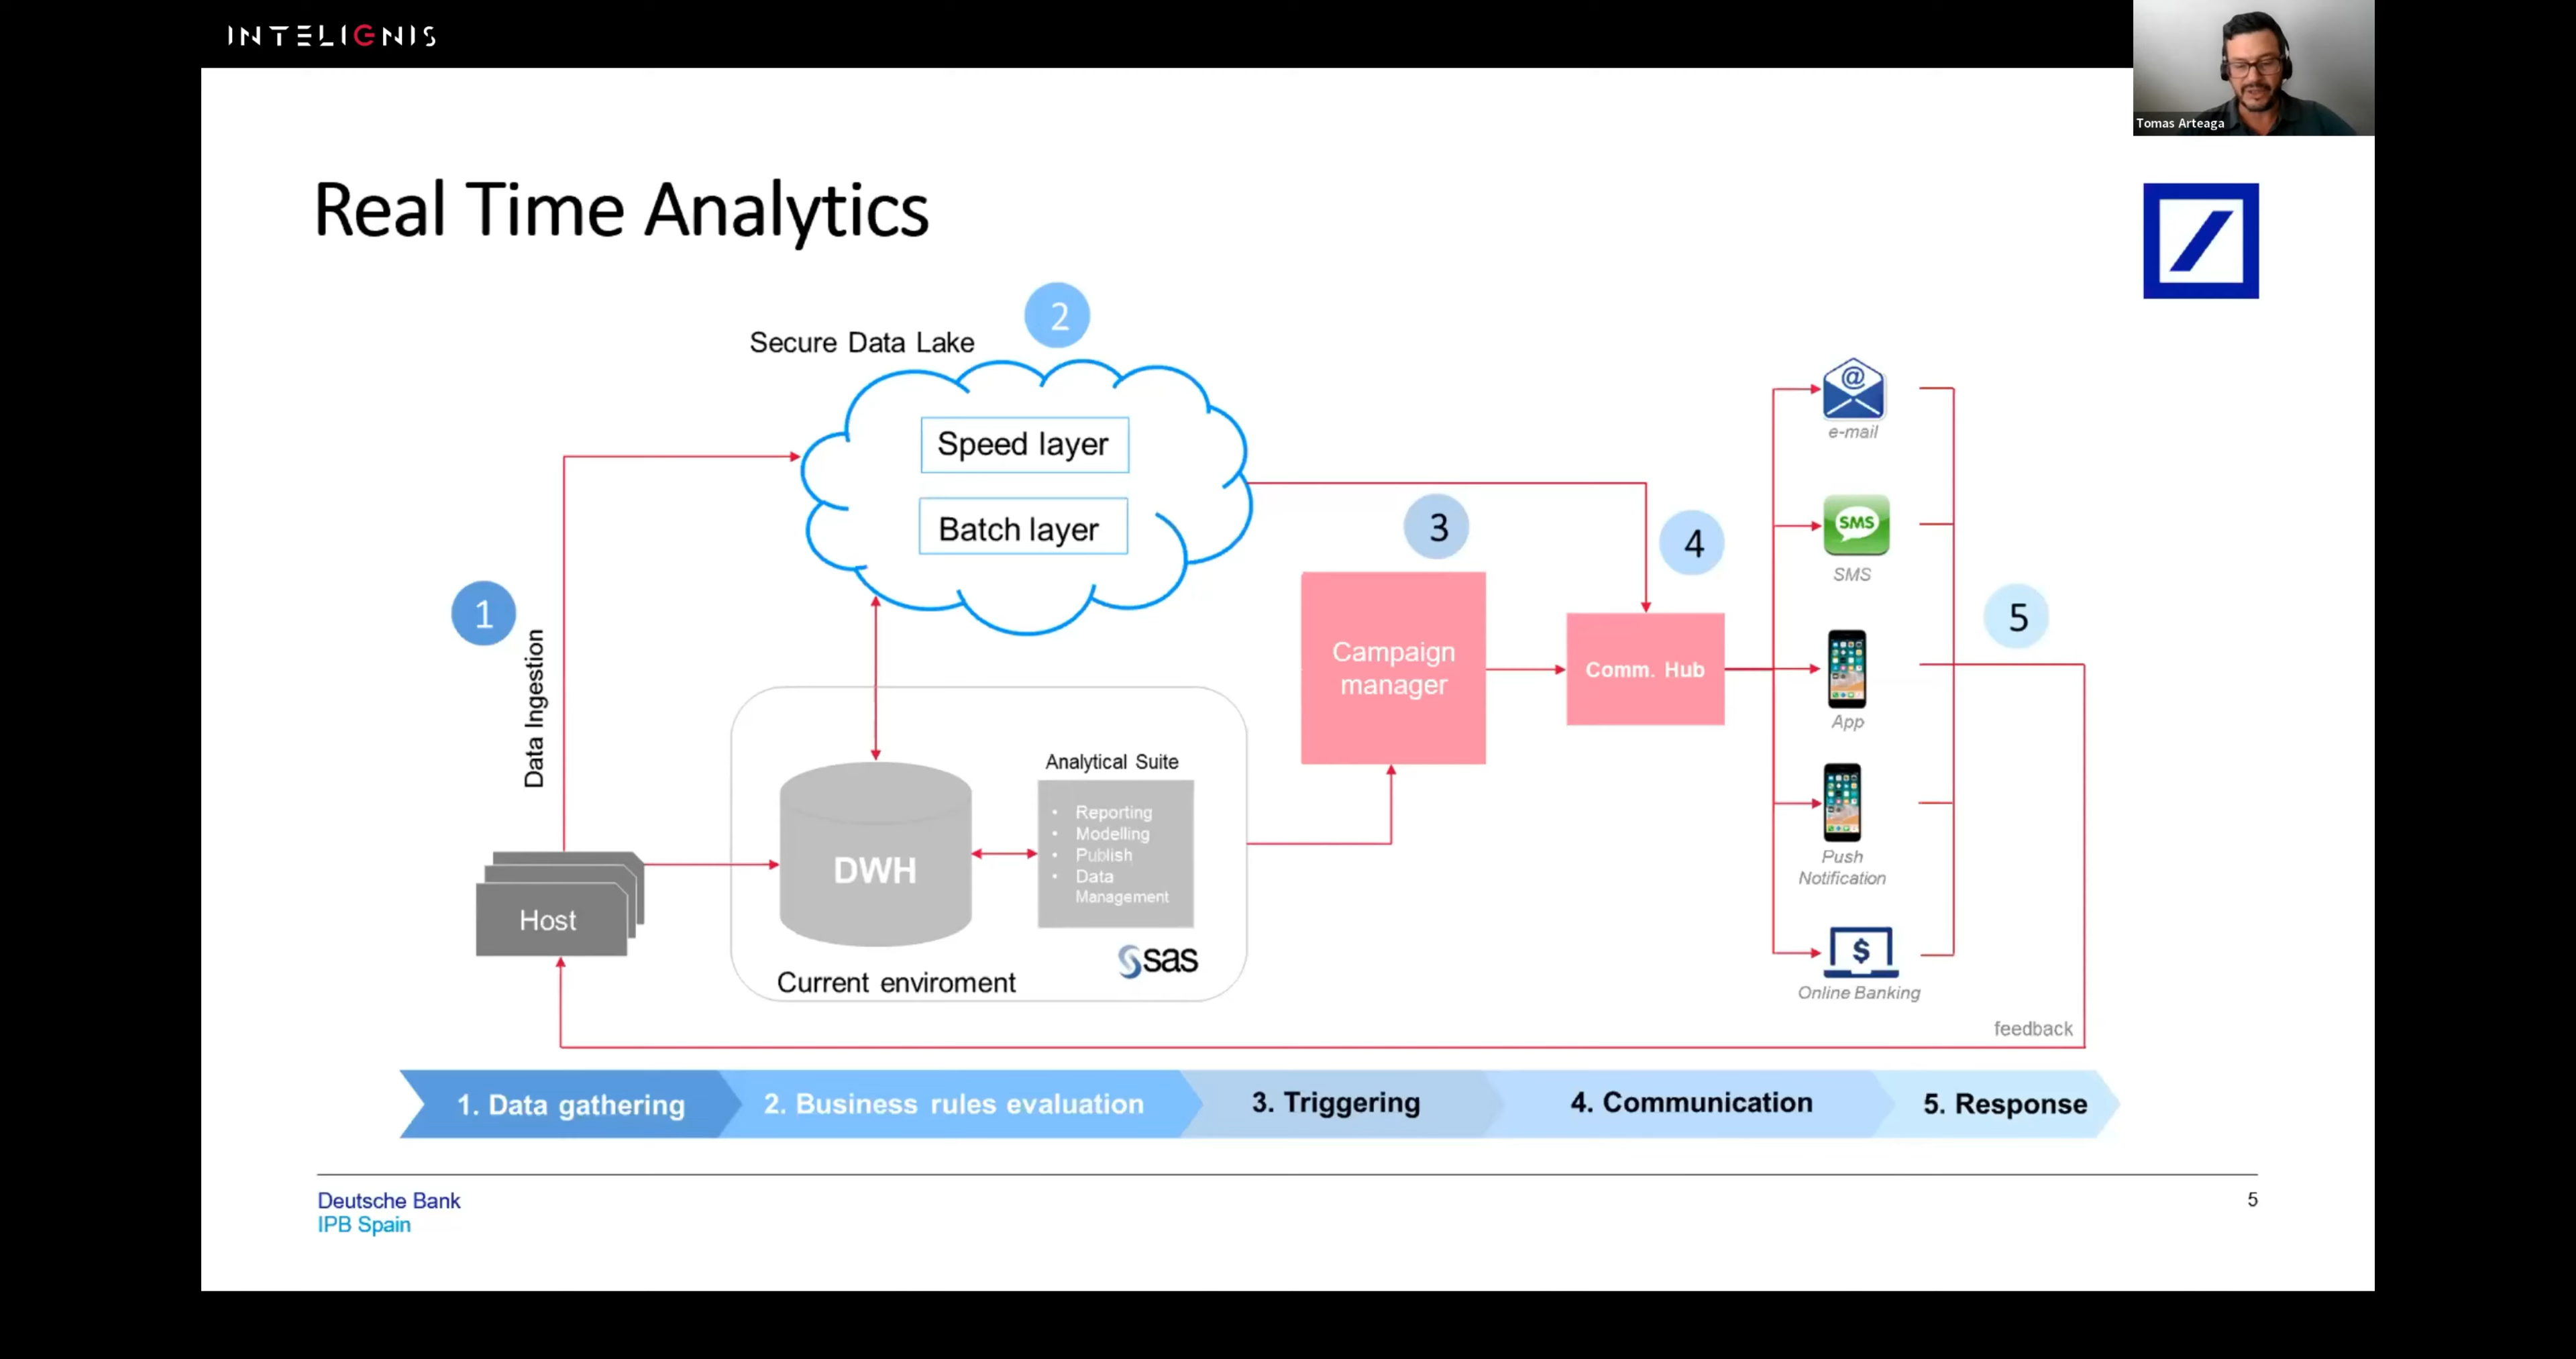 INTELIGNIS
Tomas Arteaga
Real Time Analytics
2
Secure Data Lake
Speed layer
Batch layer
1
Data Ingestion
Host
DWH
Analytical Suite
• Reporting
• Modelling
• Publish
• Data
Management
sas
Current enviroment
3
Campaign
manager
4
Comm. Hub
@
e-mail
SMS
SMS
App
Push
Notification
$
Online Banking
5
feedback
1. Data gathering
2. Business rules evaluation
3. Triggering
4. Communication
5. Response
Deutsche Bank
IPB Spain
5